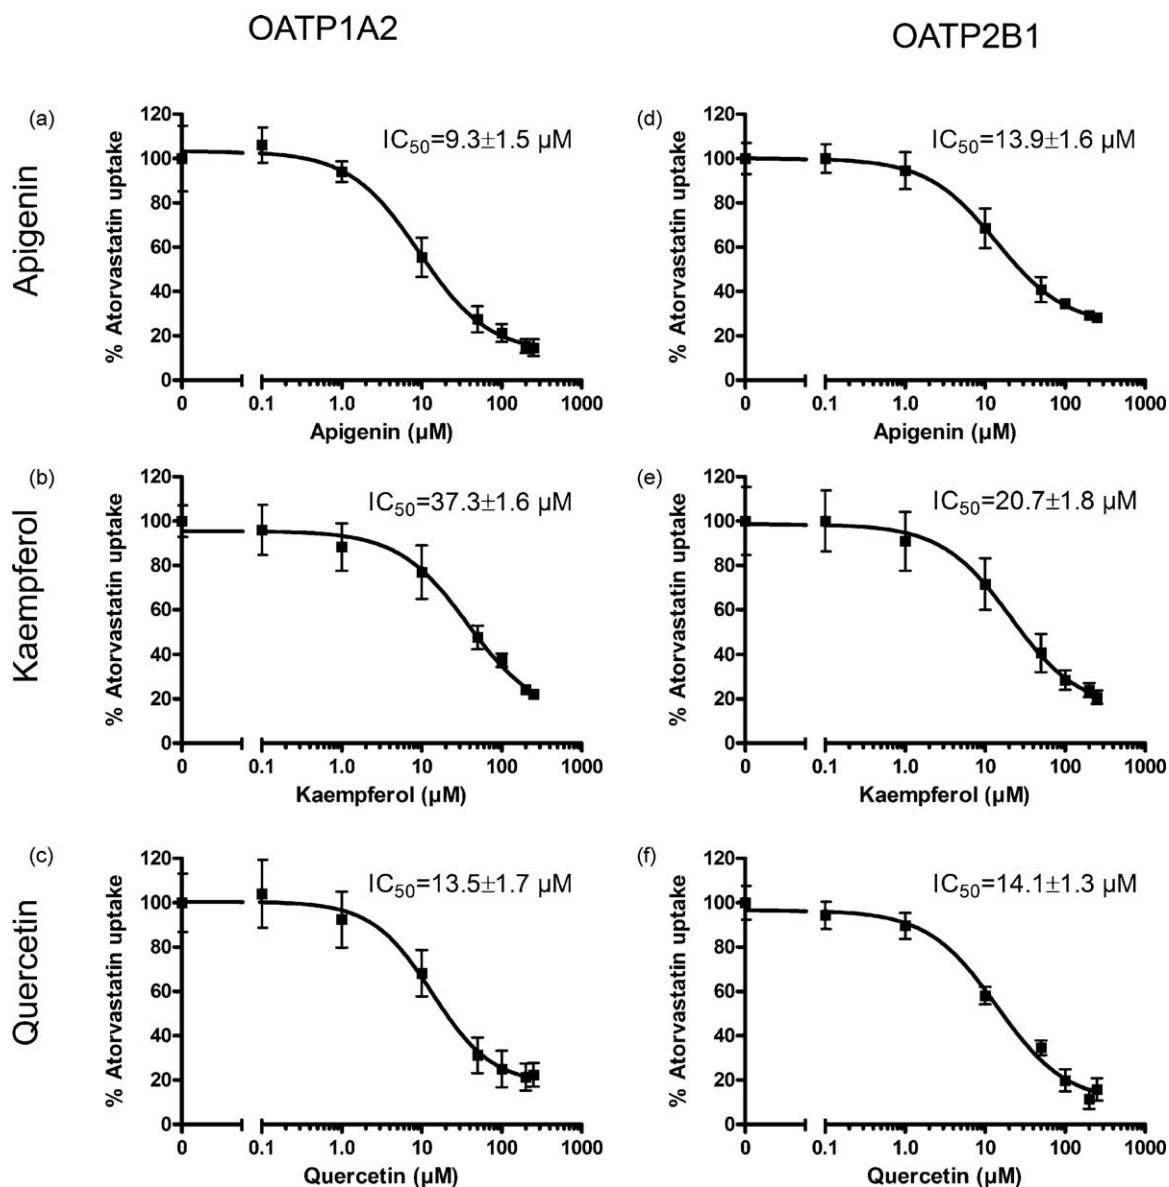 OATP1A2
OATP2B1
Apigenin
(a)
% Atorvastatin uptake
120
100
80
60
40
20
0
IC50=9.3±1.5 µM
0 0.1 1.0 10 100 1000
Apigenin (µM)
(d)
% Atorvastatin uptake
120
100
80
60
40
20
0
IC50=13.9±1.6 µM
0 0.1 1.0 10 100 1000
Apigenin (µM)
Kaempferol
(b)
% Atorvastatin uptake
120
100
80
60
40
20
0
IC50=37.3±1.6 µM
0 0.1 1.0 10 100 1000
Kaempferol (µM)
(e)
% Atorvastatin uptake
120
100
80
60
40
20
0
IC50=20.7±1.8 µM
0 0.1 1.0 10 100 1000
Kaempferol (µM)
Quercetin
(c)
% Atorvastatin uptake
120
100
80
60
40
20
0
IC50=13.5±1.7 µM
0 0.1 1.0 10 100 1000
Quercetin (µM)
(f)
% Atorvastatin uptake
120
100
80
60
40
20
0
IC50=14.1±1.3 µM
0 0.1 1.0 10 100 1000
Quercetin (µM)